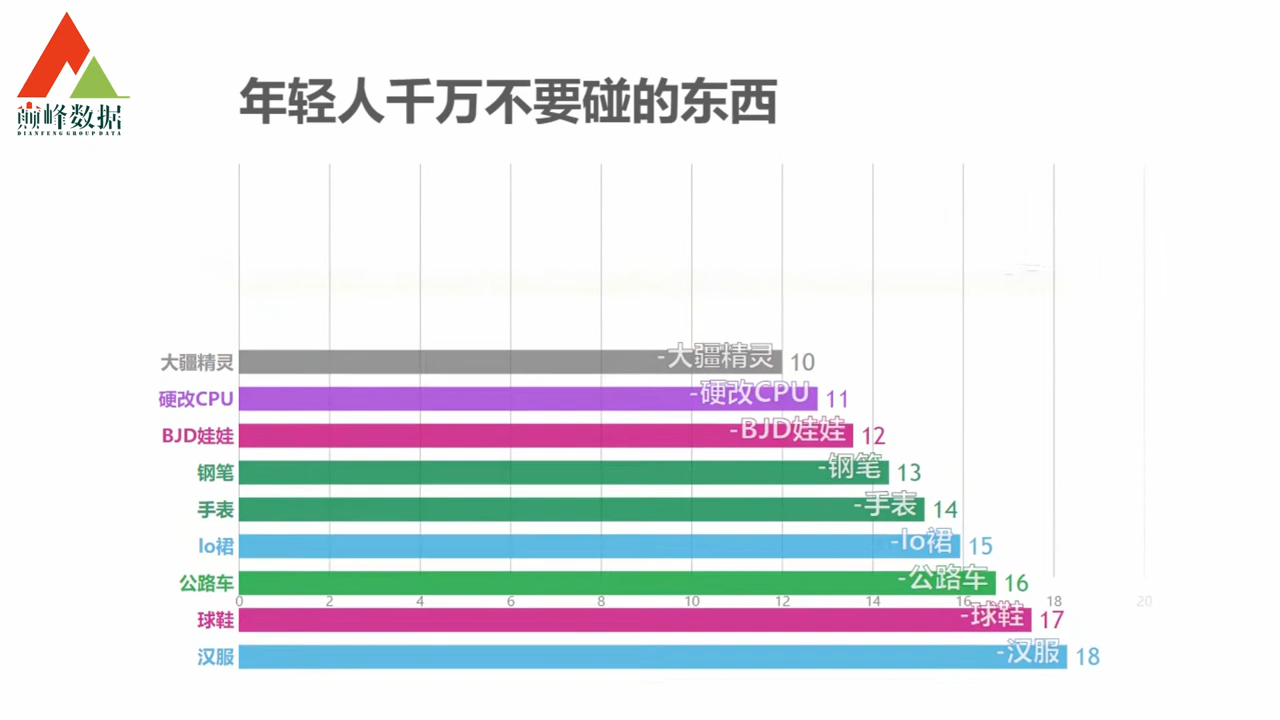 巅峰数据
DIANFENG GROUP DATA
年轻人千万不要碰的东西
大疆精灵 -大疆精灵 10
硬改CPU -硬改CPU 11
BJD娃娃 -BJD娃娃 12
钢笔 -钢笔 13
手表 -手表 14
lo裙 -lo裙 15
公路车 -公路车 16
0 2 4 6 8 10 12 14 16 18 20
球鞋 -球鞋 17
汉服 -汉服 18